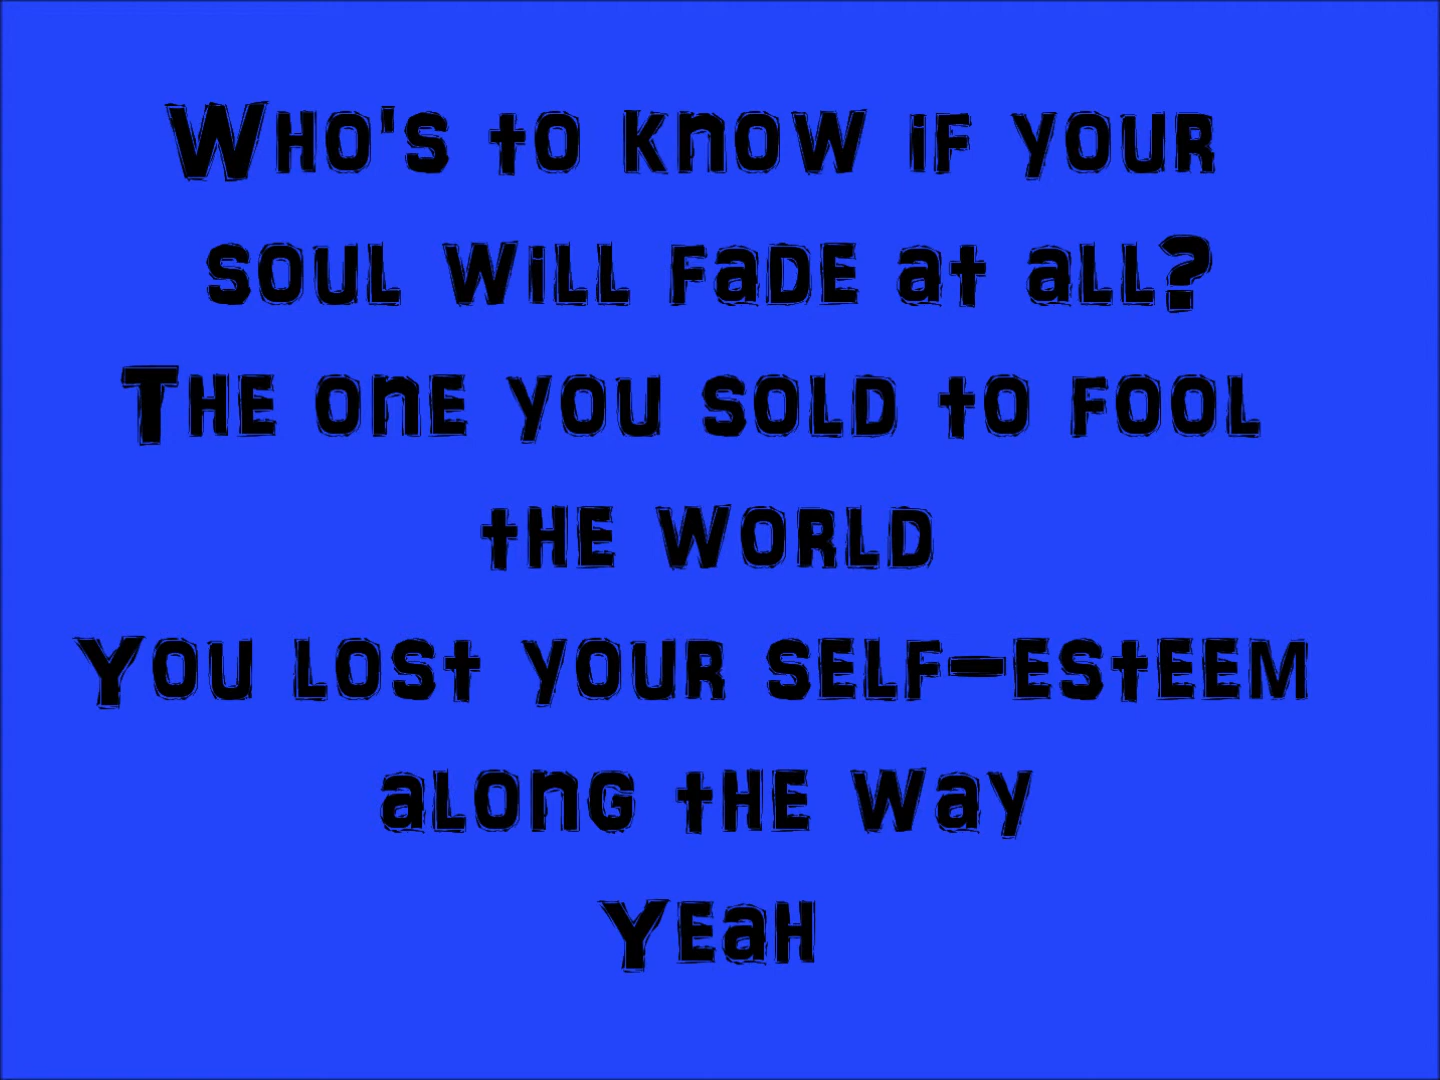 Who's to know if your
soul will fade at all?
The one you sold to fool
the world
You lost your self-esteem
along the way
Yeah